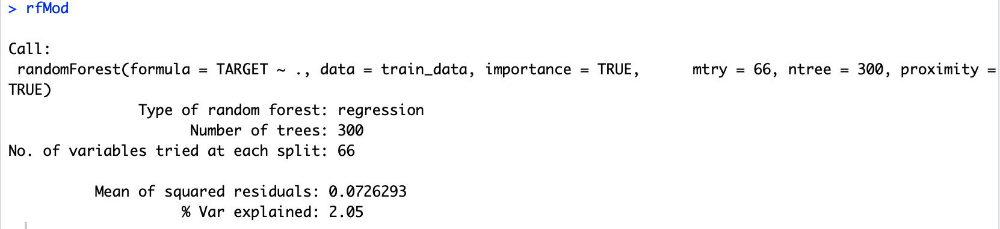 > rfMod
Call:
randomForest(formula = TARGET ~ ., data = train_data, importance = TRUE,      mtry = 66, ntree = 300, proximity =
TRUE)
Type of random forest: regression
Number of trees: 300
No. of variables tried at each split: 66
Mean of squared residuals: 0.0726293
% Var explained: 2.05